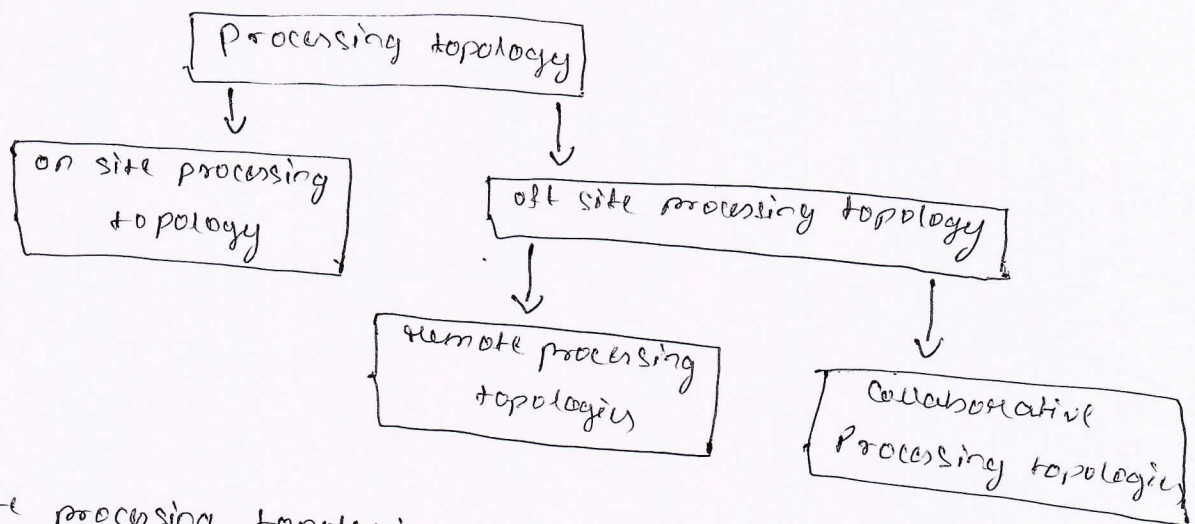 Processing topology
on site processing
topology
off site processing topology
remote processing
topologies
Collaborative
Processing topologies
processing